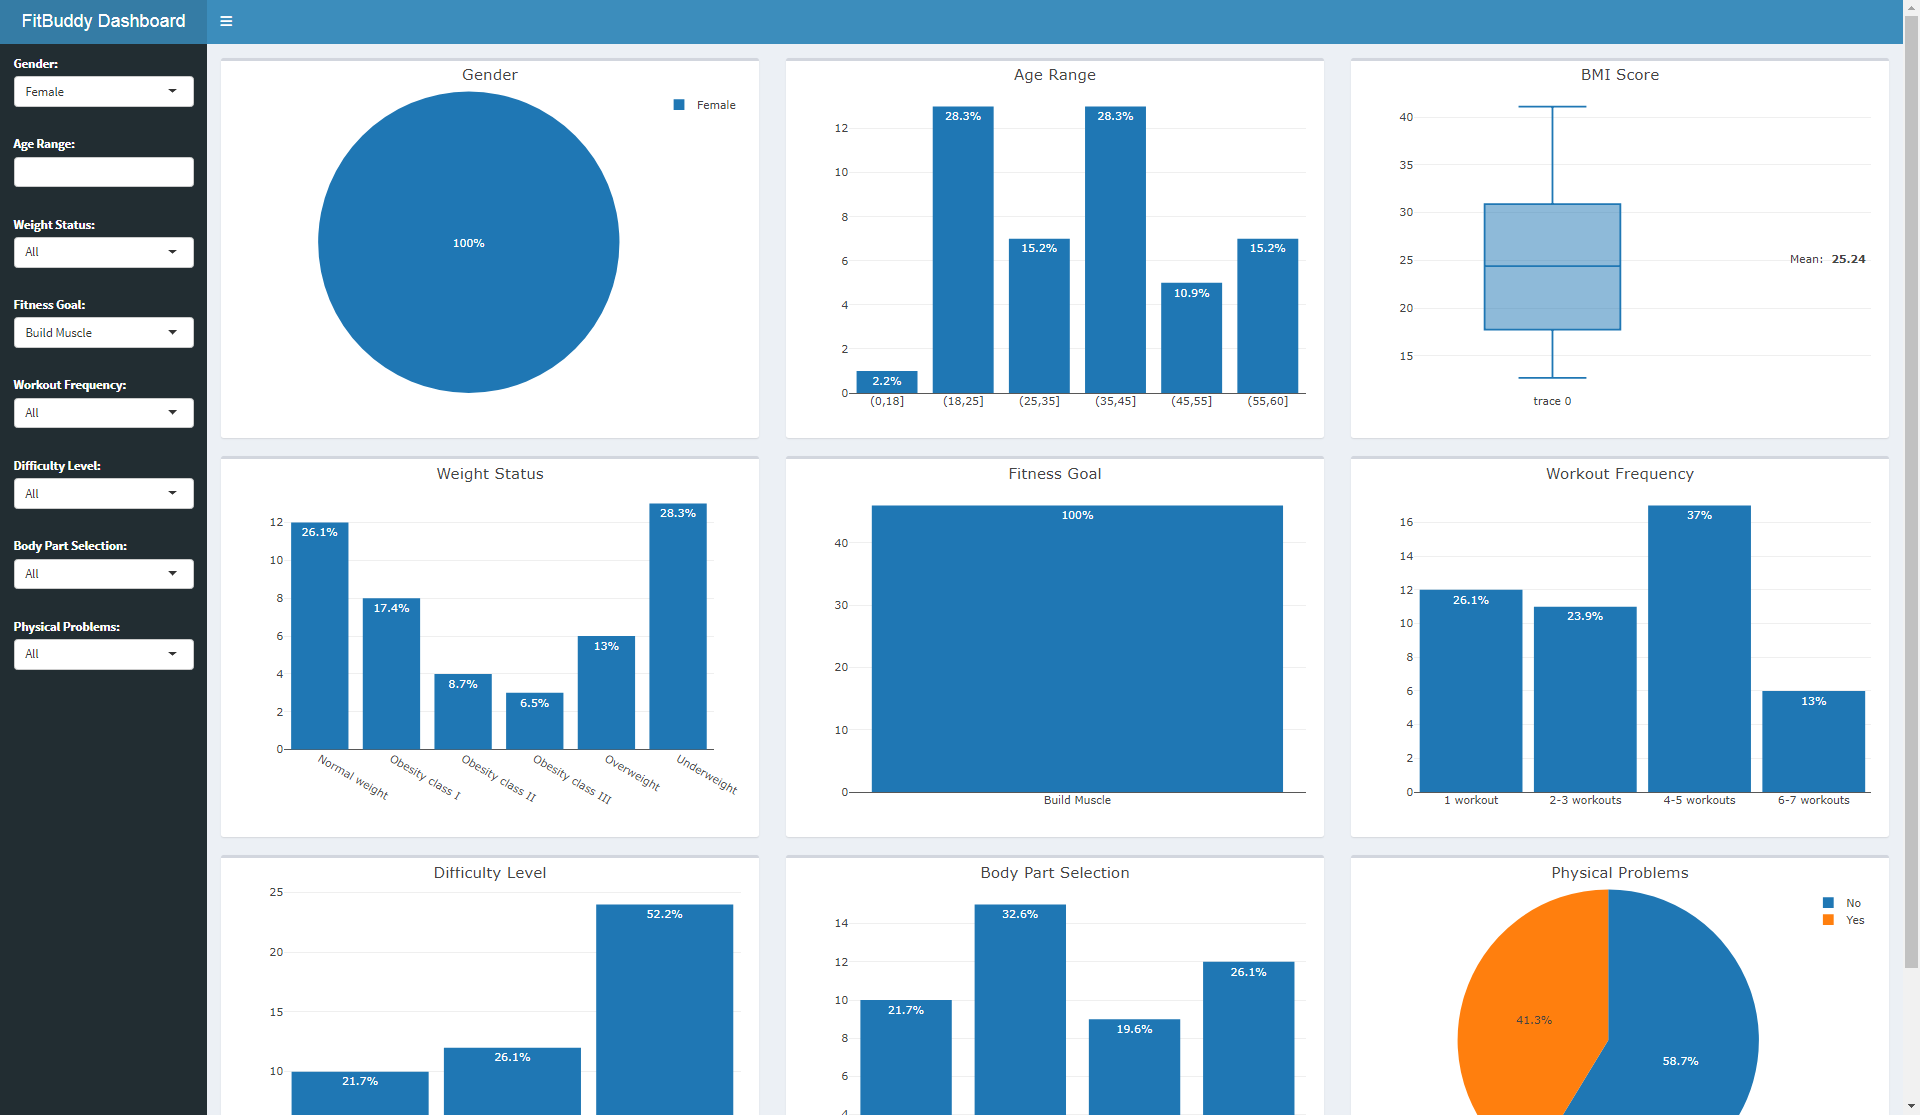 FitBuddy Dashboard
Gender:
Female
Age Range:
Weight Status:
All
Fitness Goal:
Build Muscle
Workout Frequency:
All
Difficulty Level:
All
Body Part Selection:
All
Physical Problems:
All
Gender
Female
100%
Age Range
12
10
8
6
4
2
0
2.2%
28.3%
15.2%
28.3%
10.9%
15.2%
(0,18]
(18,25]
(25,35]
(35,45]
(45,55]
(55,60]
BMI Score
40
35
30
25
20
15
Mean: 25.24
trace 0
Weight Status
12
10
8
6
4
2
0
26.1%
17.4%
8.7%
6.5%
13%
28.3%
Normal weight
Obesity class I
Obesity class II
Obesity class III
Overweight
Underweight
Fitness Goal
40
30
20
10
0
100%
Build Muscle
Workout Frequency
16
14
12
10
8
6
4
2
0
26.1%
23.9%
37%
13%
1 workout
2-3 workouts
4-5 workouts
6-7 workouts
Difficulty Level
25
20
15
10
21.7%
26.1%
52.2%
Body Part Selection
14
12
10
8
6
4
21.7%
32.6%
19.6%
26.1%
Physical Problems
No
Yes
41.3%
58.7%